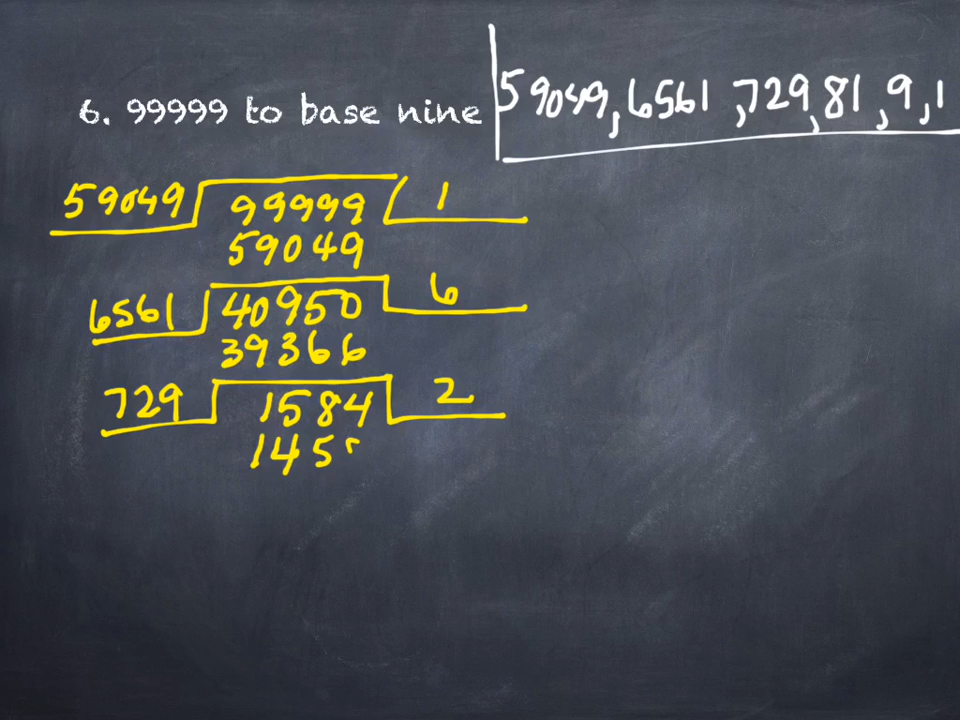 6. 99999 to base nine
59049, 6561, 729, 81, 9, 1
59049 99999 1
59049
6561 40950 6
39366
729 1584 2
145